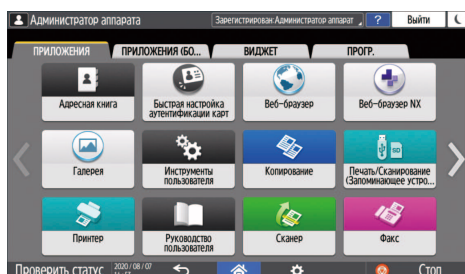 Администратор аппарата
Зарегистрирован:Администратор аппарат
?
Выйти
ПРИЛОЖЕНИЯ
ПРИЛОЖЕНИЯ (БО...
ВИДЖЕТ
ПРОГР.
Адресная книга
Быстрая настройка
аутентификации карт
Веб-браузер
Веб-браузер NX
Галерея
Инструменты
пользователя
Копирование
SD
Печать/Сканирование
(Запоминающее устро...
Принтер
Руководство
пользователя
Сканер
Факс
Проверить статус
2020 / 08 / 07
Стоп